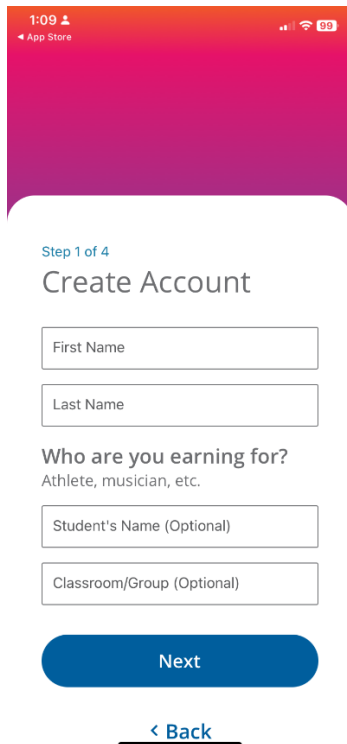 1:09
99
App Store
Step 1 of 4
Create Account
First Name
Last Name
Who are you earning for?
Athlete, musician, etc.
Student's Name (Optional)
Classroom/Group (Optional)
Next
< Back